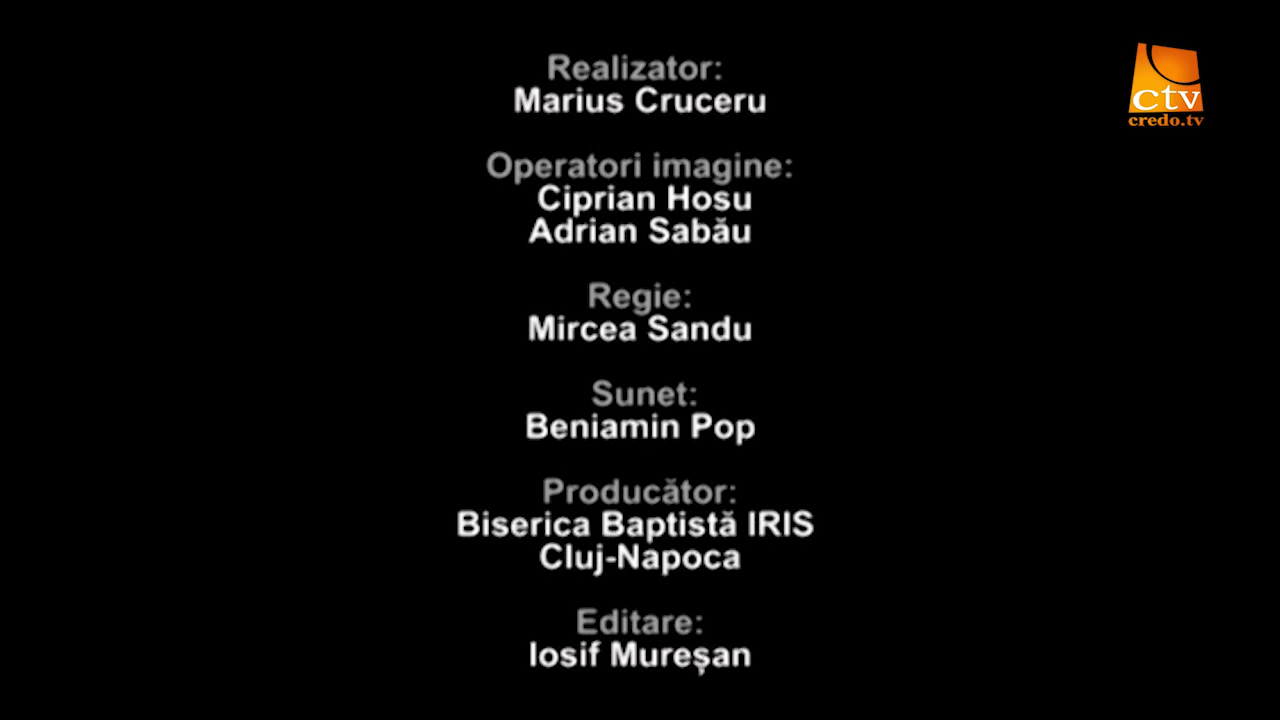 Realizator:
Marius Cruceru
Operatori imagine:
Ciprian Hosu
Adrian Sabău
Regie:
Mircea Sandu
Sunet:
Beniamin Pop
Producător:
Biserica Baptistă IRIS
Cluj-Napoca
Editare:
Iosif Mureșan
ctv
credo.tv